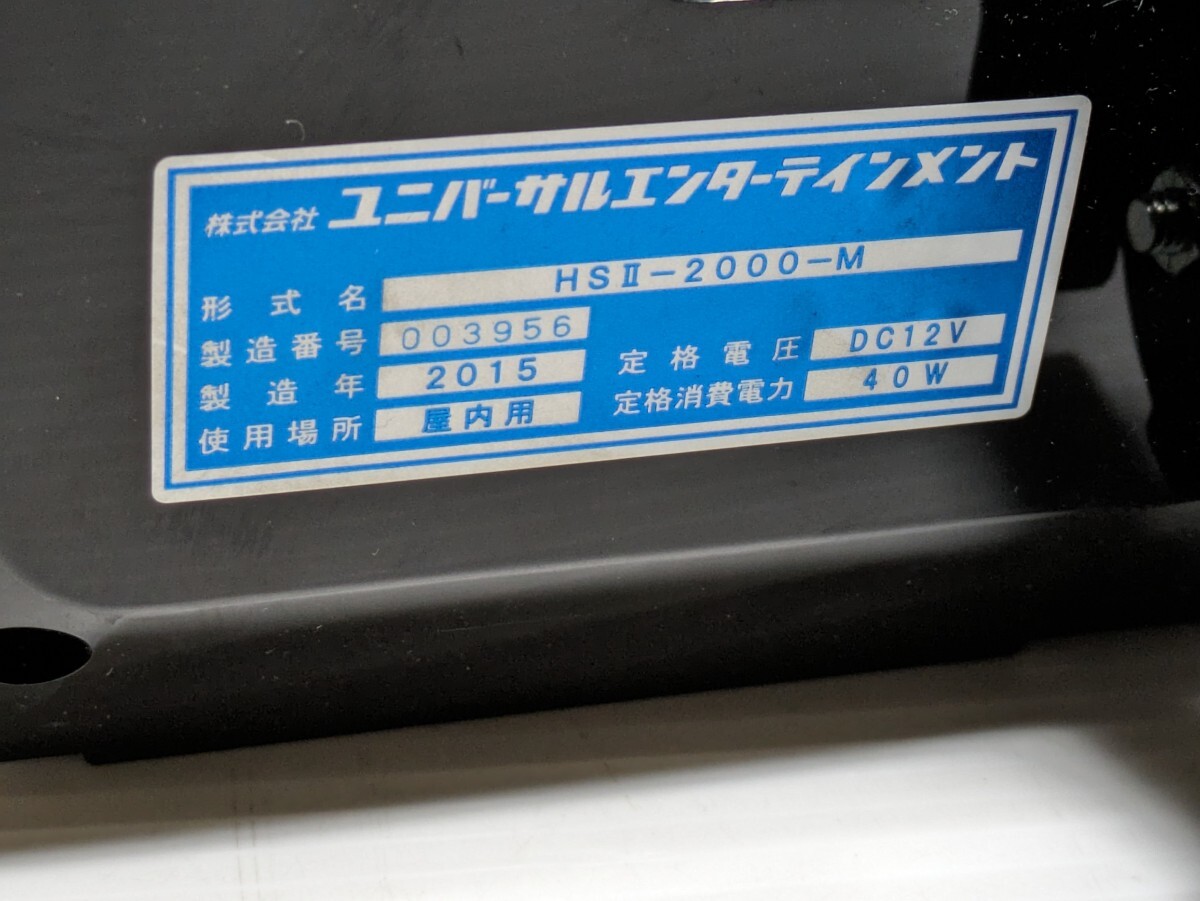 株式会社 ユニバーサルエンターテインメント
形式名 HSⅡ-2000-M
製造番号 003956
製造年 2015 定格電圧 DC12V
使用場所 屋内用 定格消費電力 40W